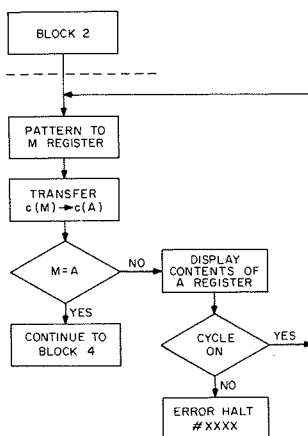 BLOCK 2
PATTERN TO
M REGISTER
TRANSFER
c(M)→c(A)
M=A
NO
DISPLAY
CONTENTS OF
A REGISTER
YES
CONTINUE TO
BLOCK 4
CYCLE
ON
YES
NO
ERROR HALT
#XXXX